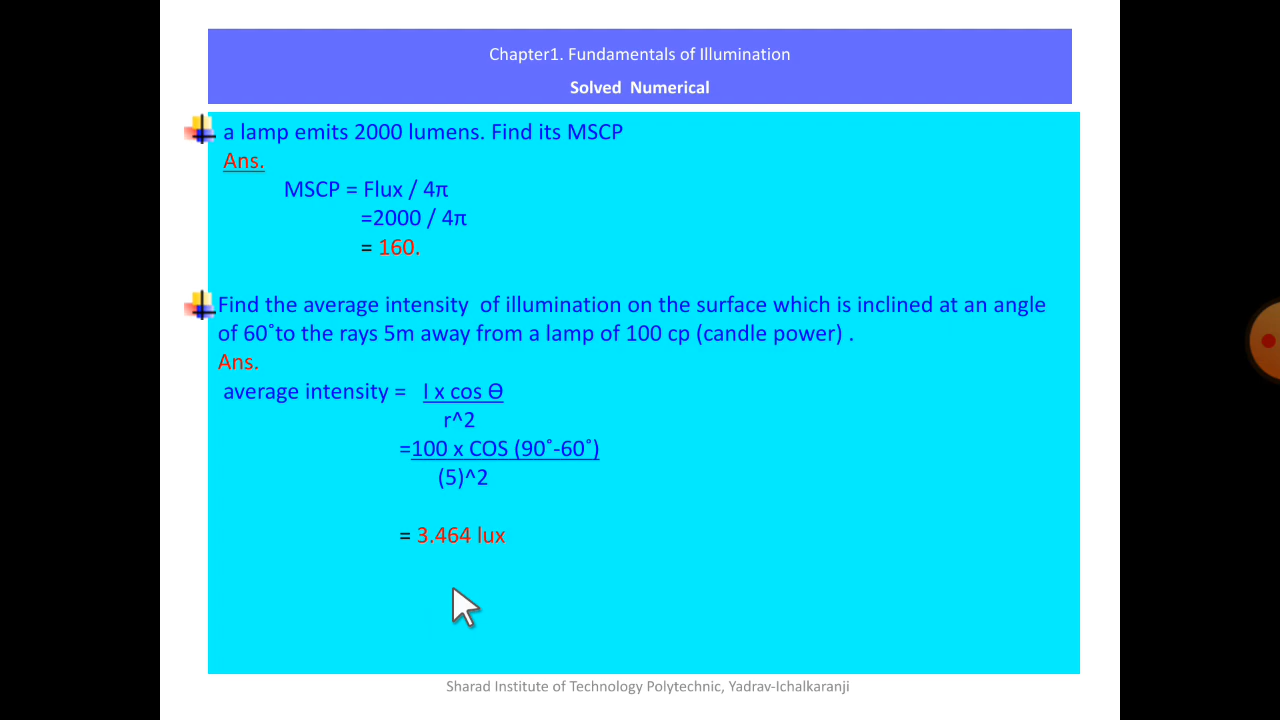 Chapter1. Fundamentals of Illumination
Solved Numerical
a lamp emits 2000 lumens. Find its MSCP
Ans.
MSCP = Flux / 4π
=2000 / 4π
= 160.
Find the average intensity of illumination on the surface which is inclined at an angle
of 60˚to the rays 5m away from a lamp of 100 cp (candle power) .
Ans.
average intensity = I x cos Ө
r^2
=100 x COS (90˚-60˚)
(5)^2
= 3.464 lux
Sharad Institute of Technology Polytechnic, Yadrav-Ichalkaranji